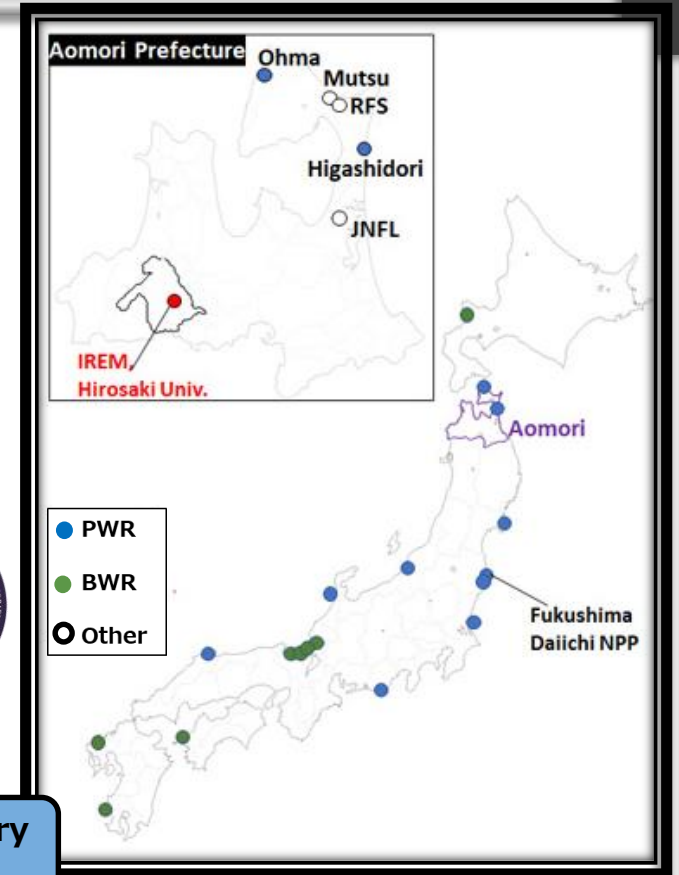 Aomori Prefecture
Ohma
Mutsu
RFS
Higashidori
JNFL
IREM,
Hirosaki Univ.
Aomori
PWR
BWR
Other
Fukushima
Daiichi NPP
ry